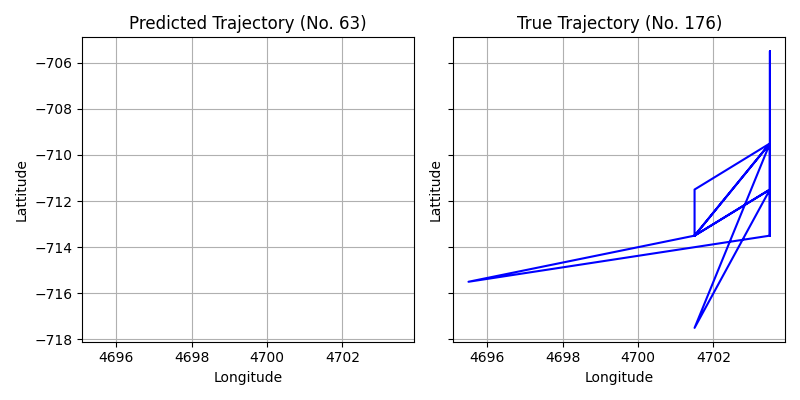 Predicted Trajectory (No. 63)
True Trajectory (No. 176)
−706
−708
−710
−712
−714
−716
−718
Lattitude
Lattitude
4696 4698 4700 4702
4696 4698 4700 4702
Longitude
Longitude